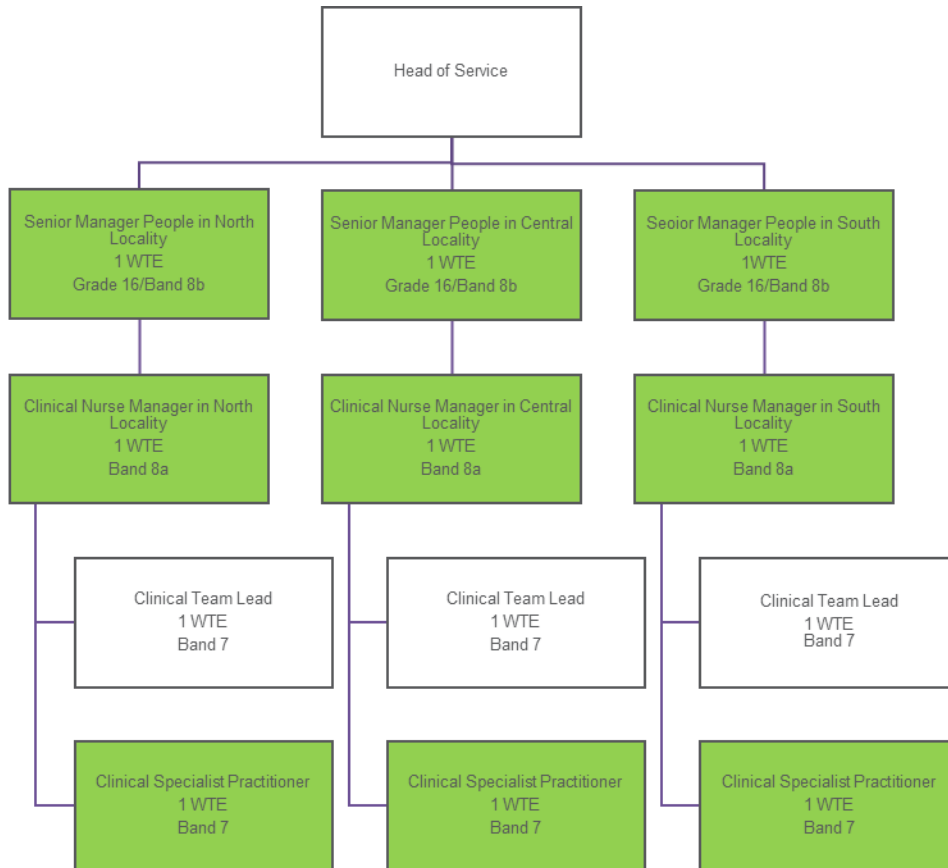 Head of Service
Senior Manager People in North
Locality
1 WTE
Grade 16/Band 8b
Senior Manager People in Central
Locality
1 WTE
Grade 16/Band 8b
Seoior Manager People in South
Locality
1WTE
Grade 16/Band 8b
Clinical Nurse Manager in North
Locality
1 WTE
Band 8a
Clinical Nurse Manager in Central
Locality
1 WTE
Band 8a
Clinical Nurse Manager in South
Locality
1 WTE
Band 8a
Clinical Team Lead
1 WTE
Band 7
Clinical Team Lead
1 WTE
Band 7
Clinical Team Lead
1 WTE
Band 7
Clinical Specialist Practitioner
1 WTE
Band 7
Clinical Specialist Practitioner
1 WTE
Band 7
Clinical Specialist Practitioner
1 WTE
Band 7